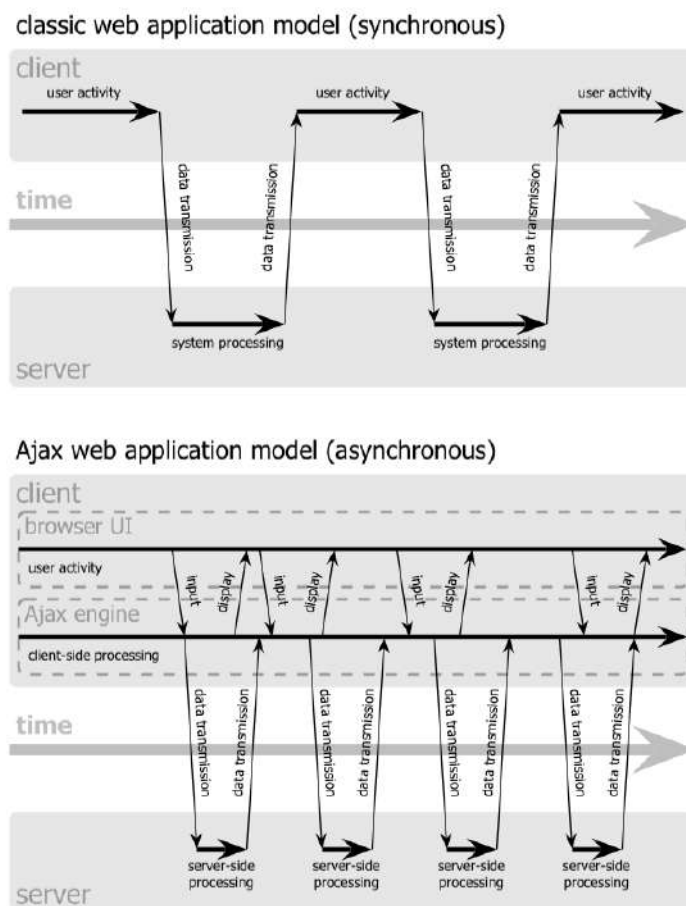 classic web application model (synchronous)
client
user activity
user activity
user activity
data transmission
data transmission
data transmission
data transmission
time
system processing
system processing
server
Ajax web application model (asynchronous)
client
browser UI
user activity
input
display
input
display
input
display
input
display
Ajax engine
client-side processing
data transmission
data transmission
data transmission
data transmission
data transmission
data transmission
data transmission
data transmission
time
server-side
processing
server-side
processing
server-side
processing
server-side
processing
server